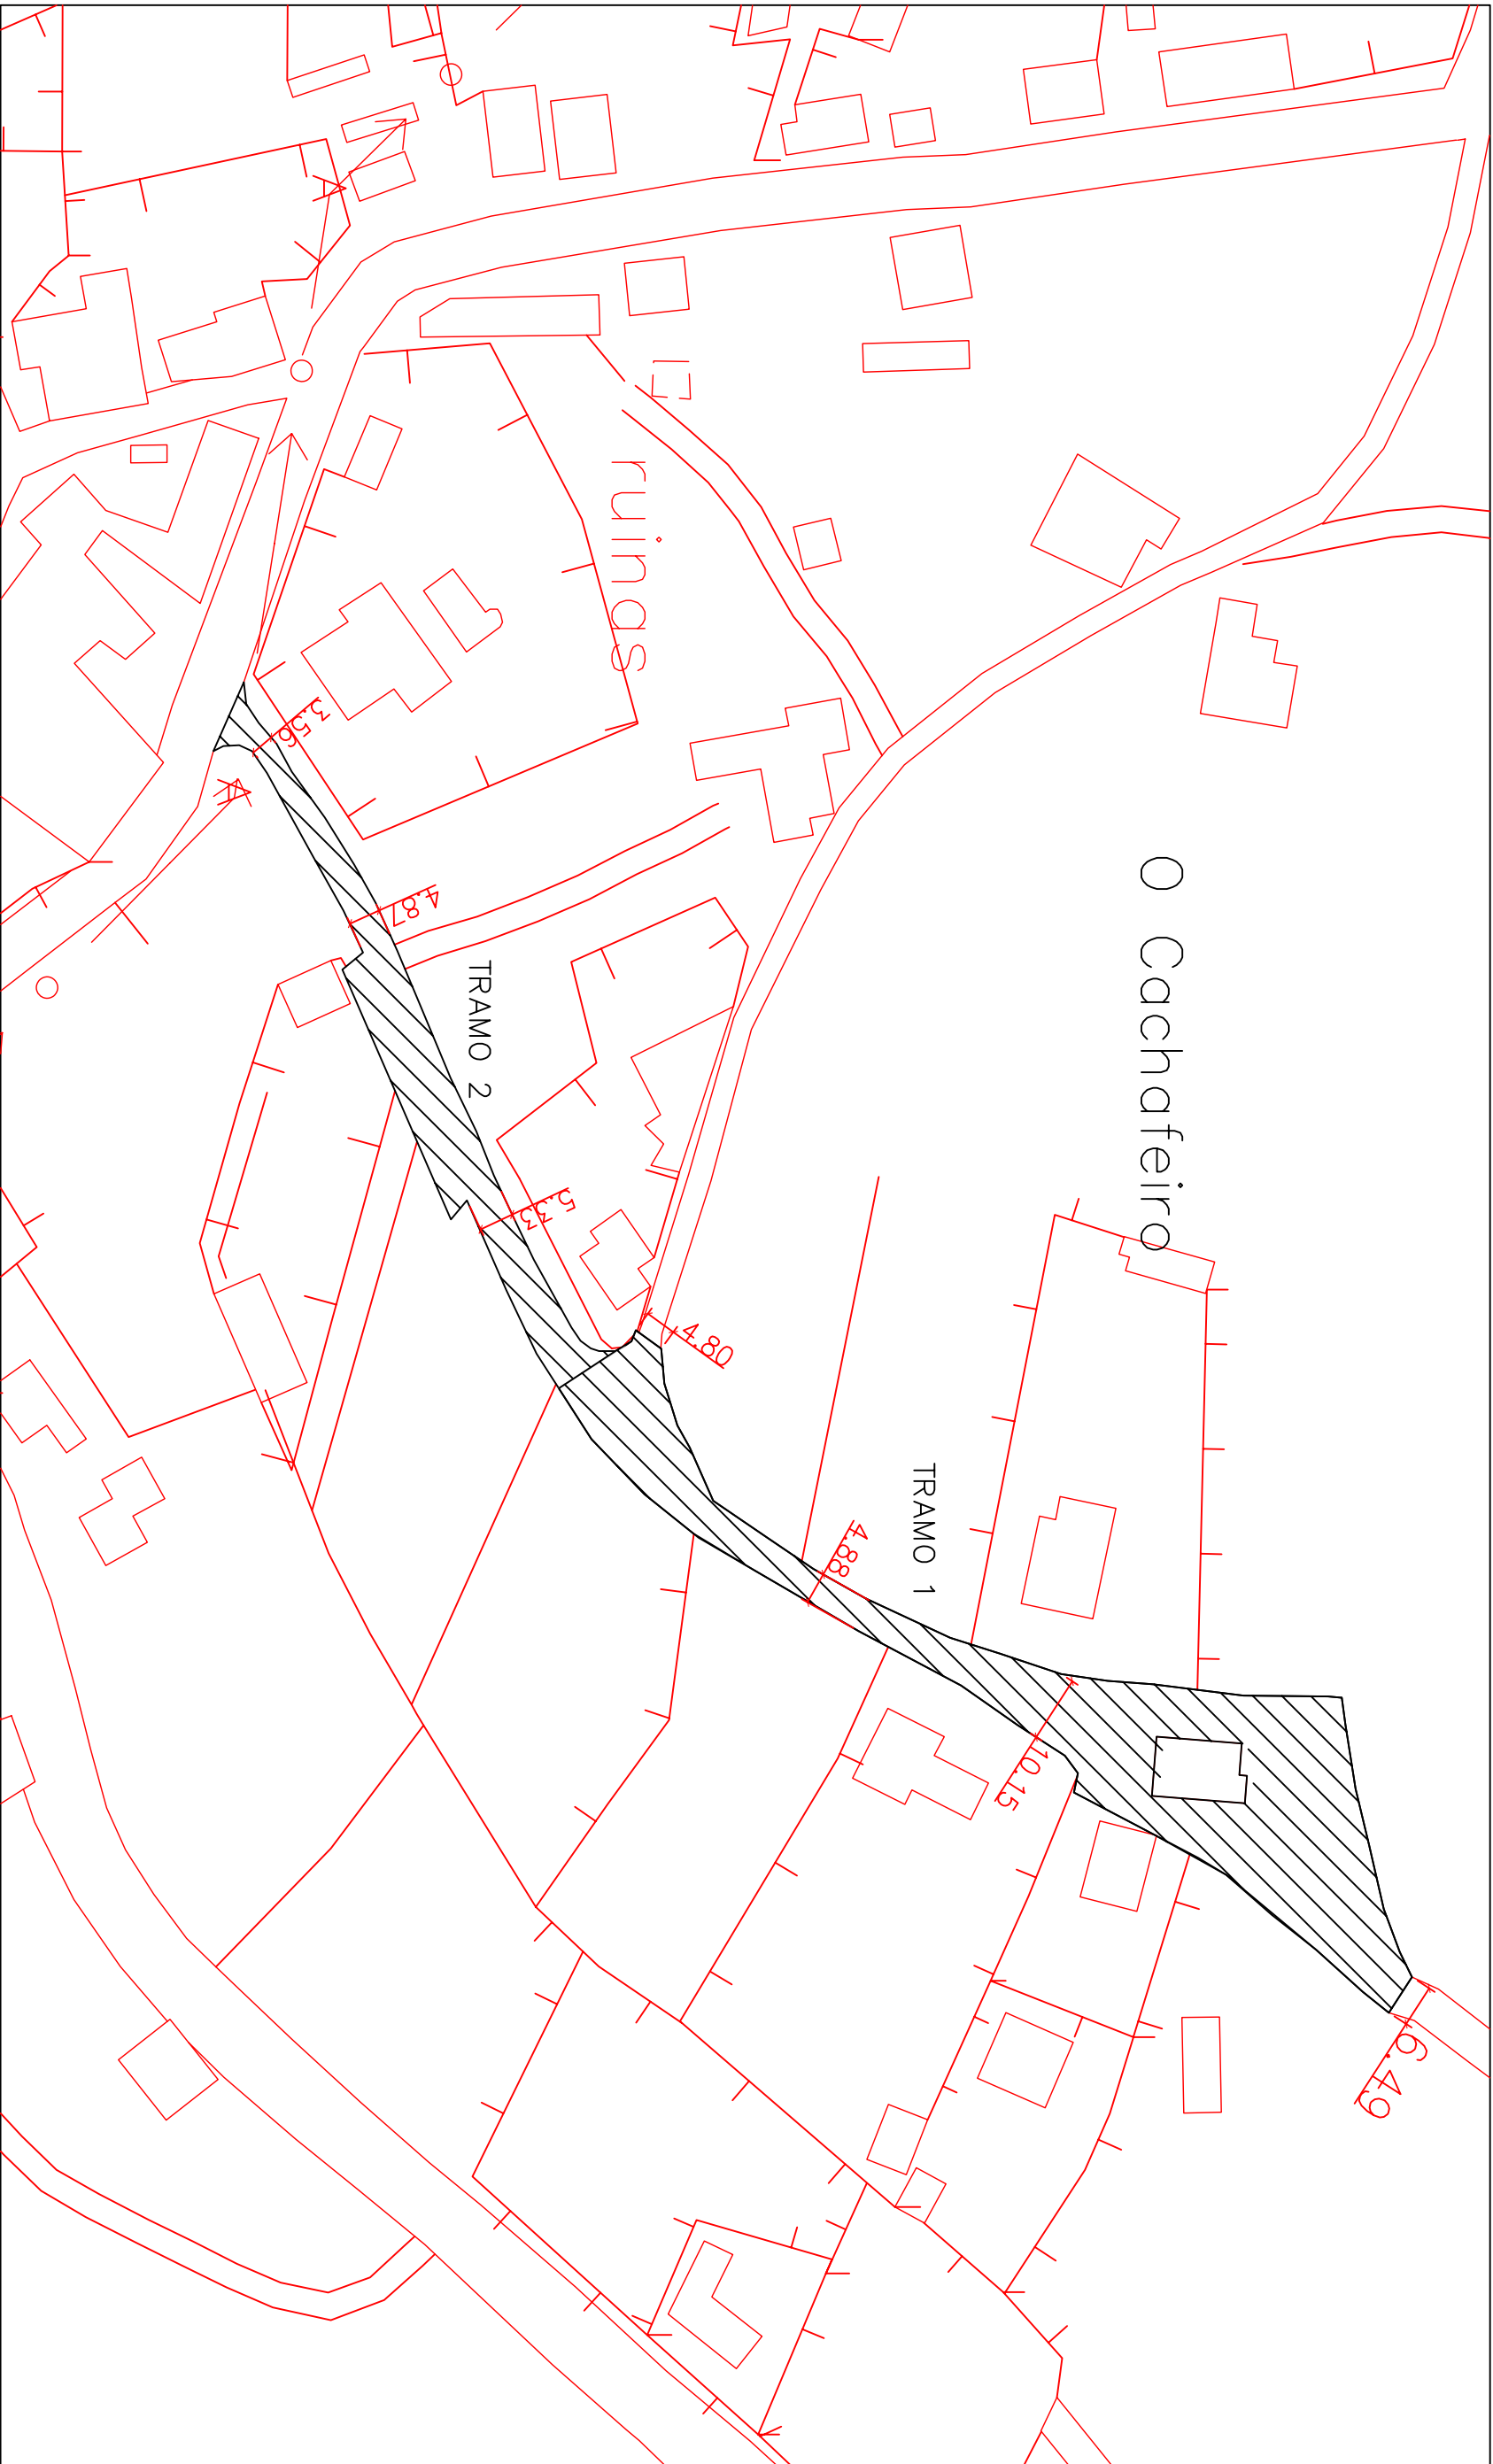 O Cachafeiro
ruinas
TRAMO 2
TRAMO 1
3.56
4.87
5.33
4.80
4.88
10.15
6.49
A
A